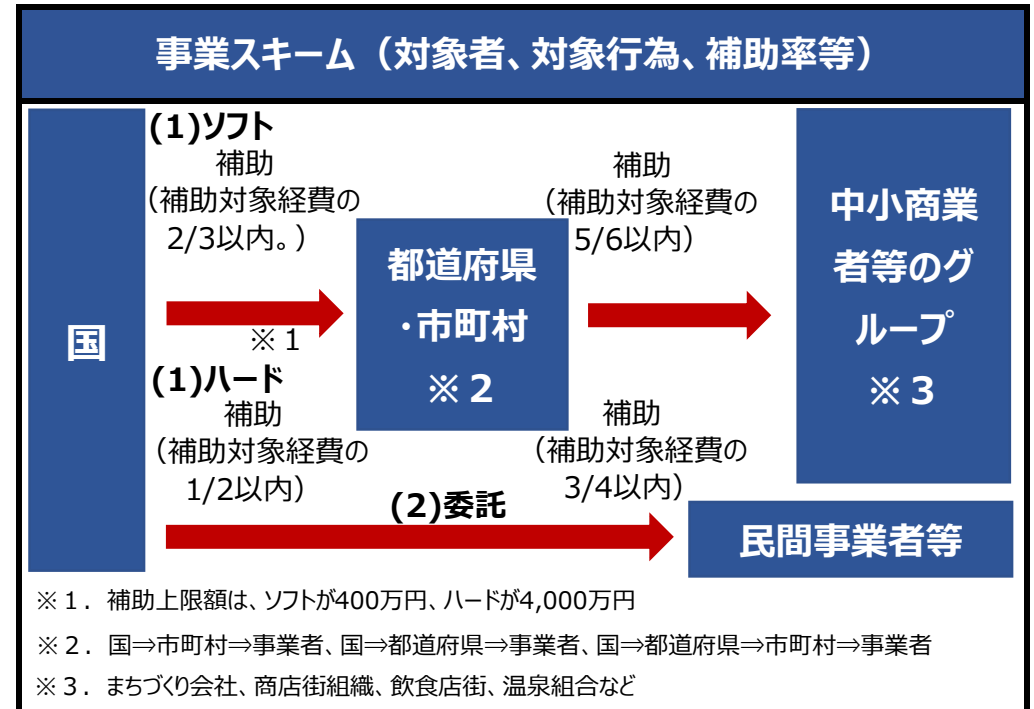 事業スキーム（対象者、対象行為、補助率等）
国
(1)ソフト
補助
（補助対象経費の
2/3以内。）
※１
(1)ハード
補助
（補助対象経費の
1/2以内）
都道府県
・市町村
※２
補助
（補助対象経費の
5/6以内）
補助
（補助対象経費の
3/4以内）
(2)委託
中小商業
者等のグ
ループ
※３
民間事業者等
※１．補助上限額は、ソフトが400万円、ハードが4,000万円
※２．国⇒市町村⇒事業者、国⇒都道府県⇒事業者、国⇒都道府県⇒市町村⇒事業者
※３．まちづくり会社、商店街組織、飲食店街、温泉組合など